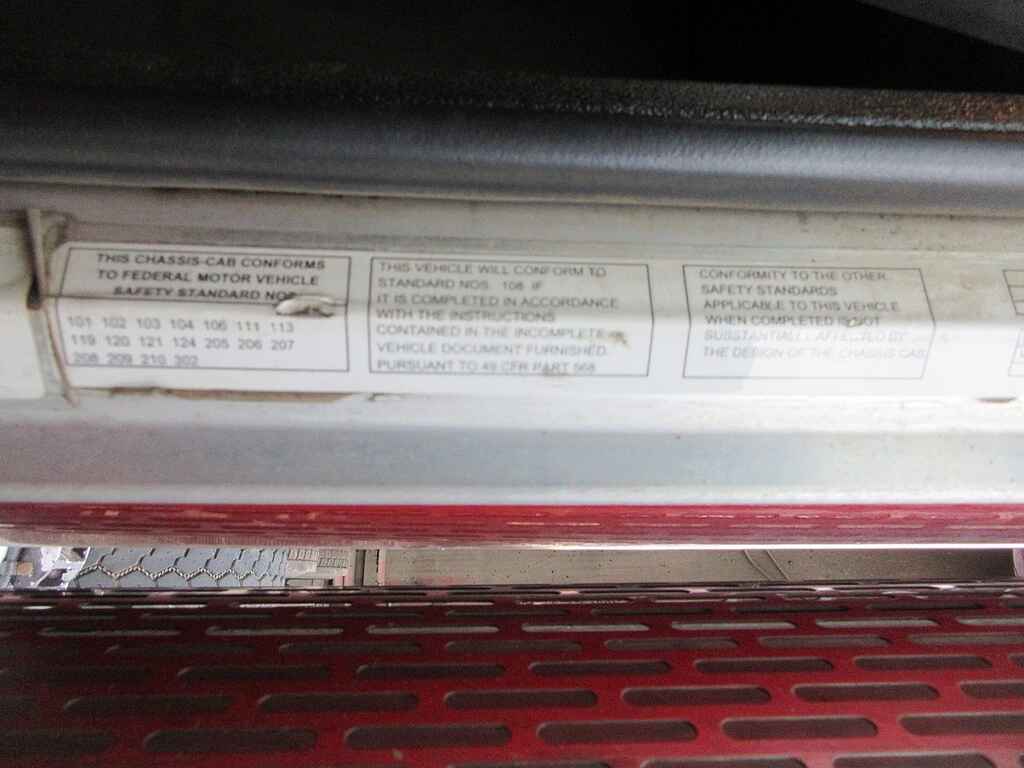 THIS CHASSIS-CAB CONFORMS
TO FEDERAL MOTOR VEHICLE
SAFETY STANDARD NOS
101 102 103 104 106 111 113
119 120 121 124 205 206 207
208 209 210 302
THIS VEHICLE WILL CONFORM TO
STANDARD NOS. 108 IF
IT IS COMPLETED IN ACCORDANCE
WITH THE INSTRUCTIONS
CONTAINED IN THE INCOMPLETE
VEHICLE DOCUMENT FURNISHED.
PURSUANT TO 49 CFR PART 568
CONFORMITY TO THE OTHER
SAFETY STANDARDS
APPLICABLE TO THIS VEHICLE
WHEN COMPLETED IS NOT
SUBSTANTIALLY AFFECTED BY
THE DESIGN OF THE CHASSIS CAB